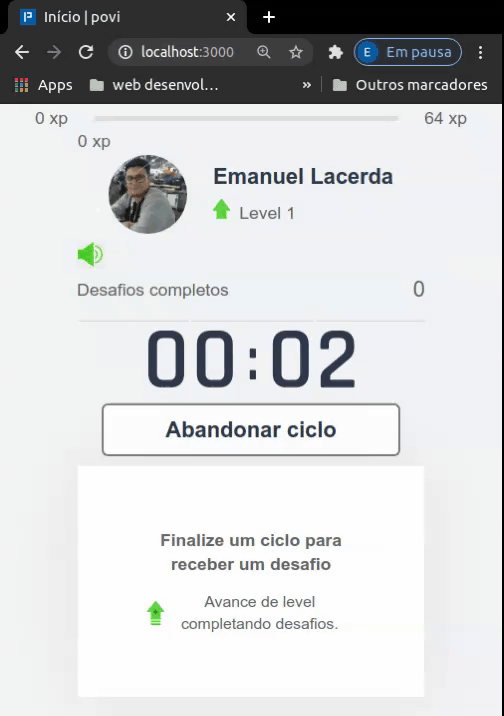 Início | povi
localhost:3000
E Em pausa
Apps web desenvol... » Outros marcadores
0 xp 64 xp
0 xp
Emanuel Lacerda
Level 1
Desafios completos 0
00:02
Abandonar ciclo
Finalize um ciclo para
receber um desafio
Avance de level
completando desafios.